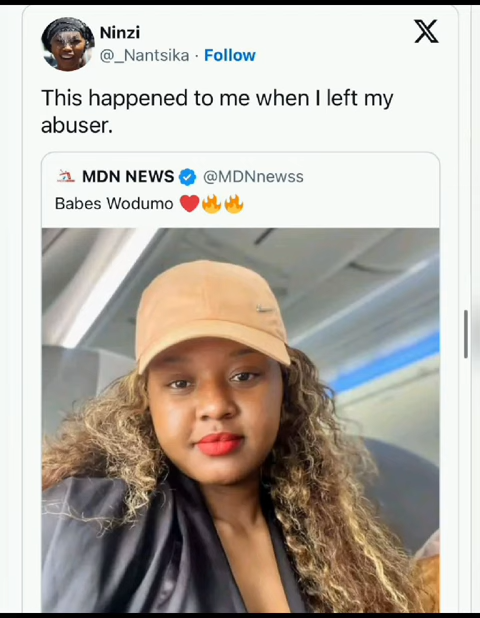 Ninzi
@_Nantsika · Follow
This happened to me when I left my
abuser.
MDN NEWS @MDNnewss
Babes Wodumo ❤️🔥🔥